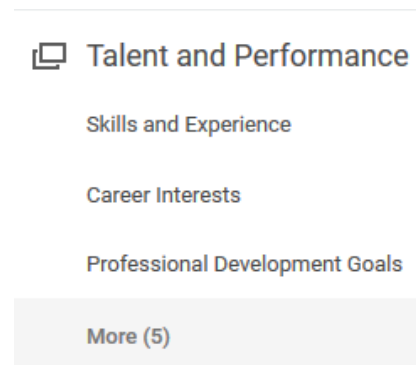 Talent and Performance
Skills and Experience
Career Interests
Professional Development Goals
More (5)